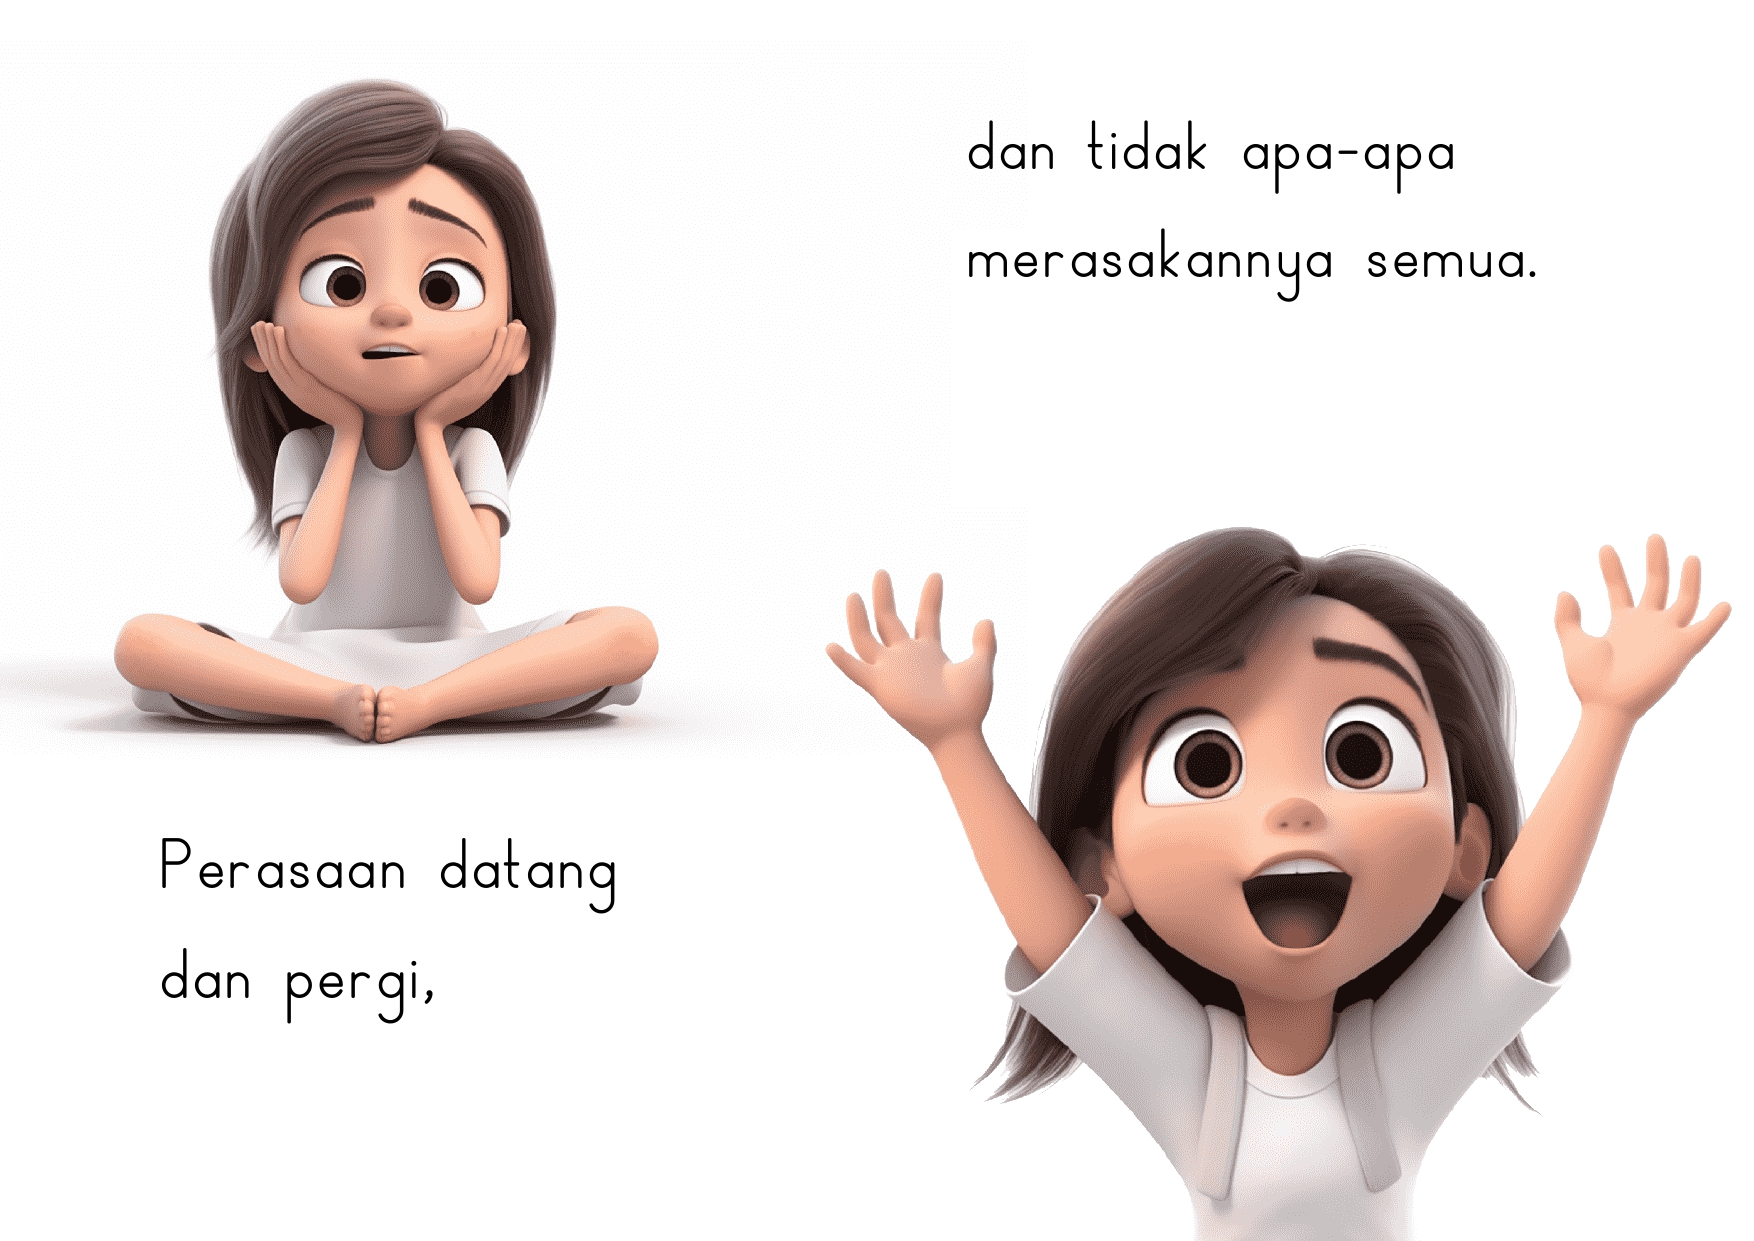 Perasaan datang
dan pergi,
dan tidak apa-apa
merasakannya semua.